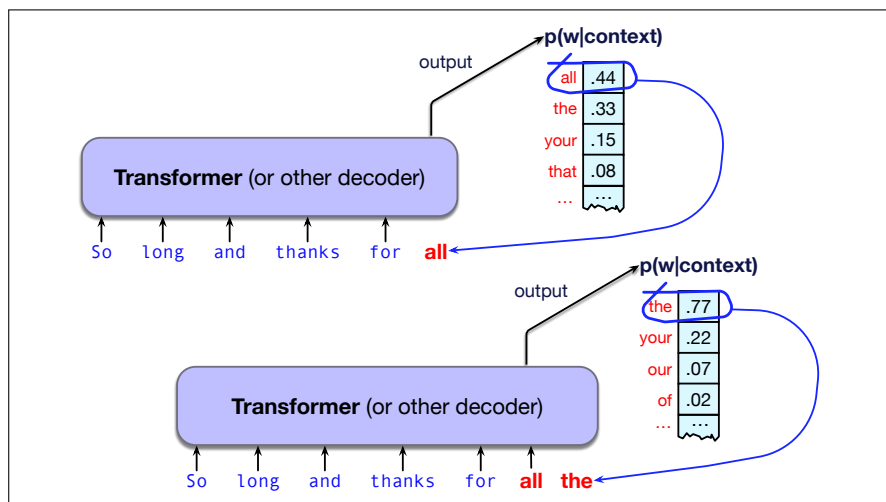 p(w|context)
output
all .44
the .33
your .15
that .08
... ...
Transformer (or other decoder)
So long and thanks for all
p(w|context)
output
the .77
your .22
our .07
of .02
... ...
Transformer (or other decoder)
So long and thanks for all the